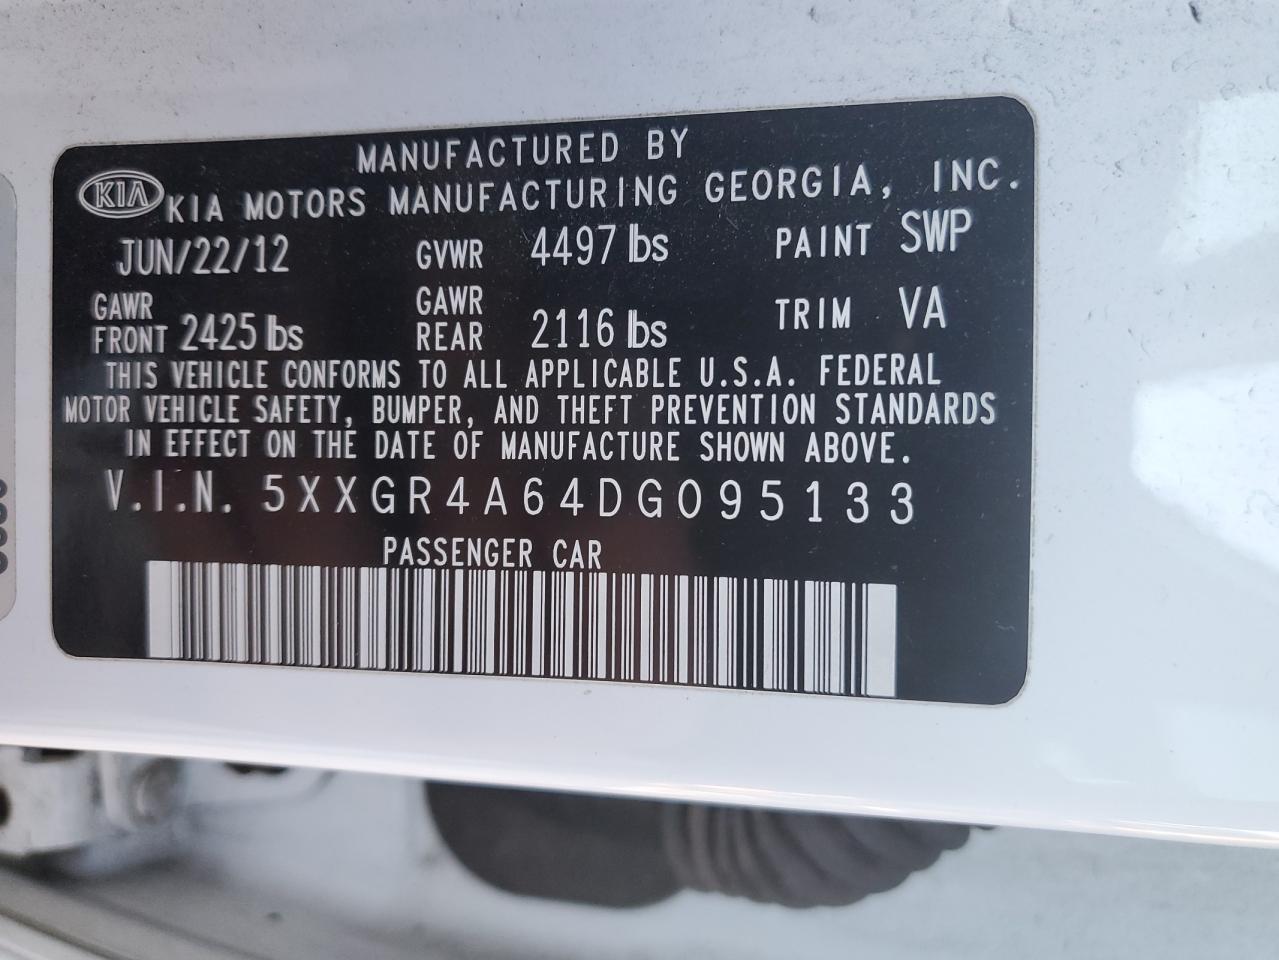 MANUFACTURED BY
KIA KIA MOTORS MANUFACTURING GEORGIA, INC.
JUN/22/12 GVWR 4497 lbs PAINT SWP
GAWR FRONT 2425 lbs GAWR REAR 2116 lbs TRIM VA
THIS VEHICLE CONFORMS TO ALL APPLICABLE U.S.A. FEDERAL
MOTOR VEHICLE SAFETY, BUMPER, AND THEFT PREVENTION STANDARDS
IN EFFECT ON THE DATE OF MANUFACTURE SHOWN ABOVE.
V.I.N. 5XXGR4A64DG095133
PASSENGER CAR